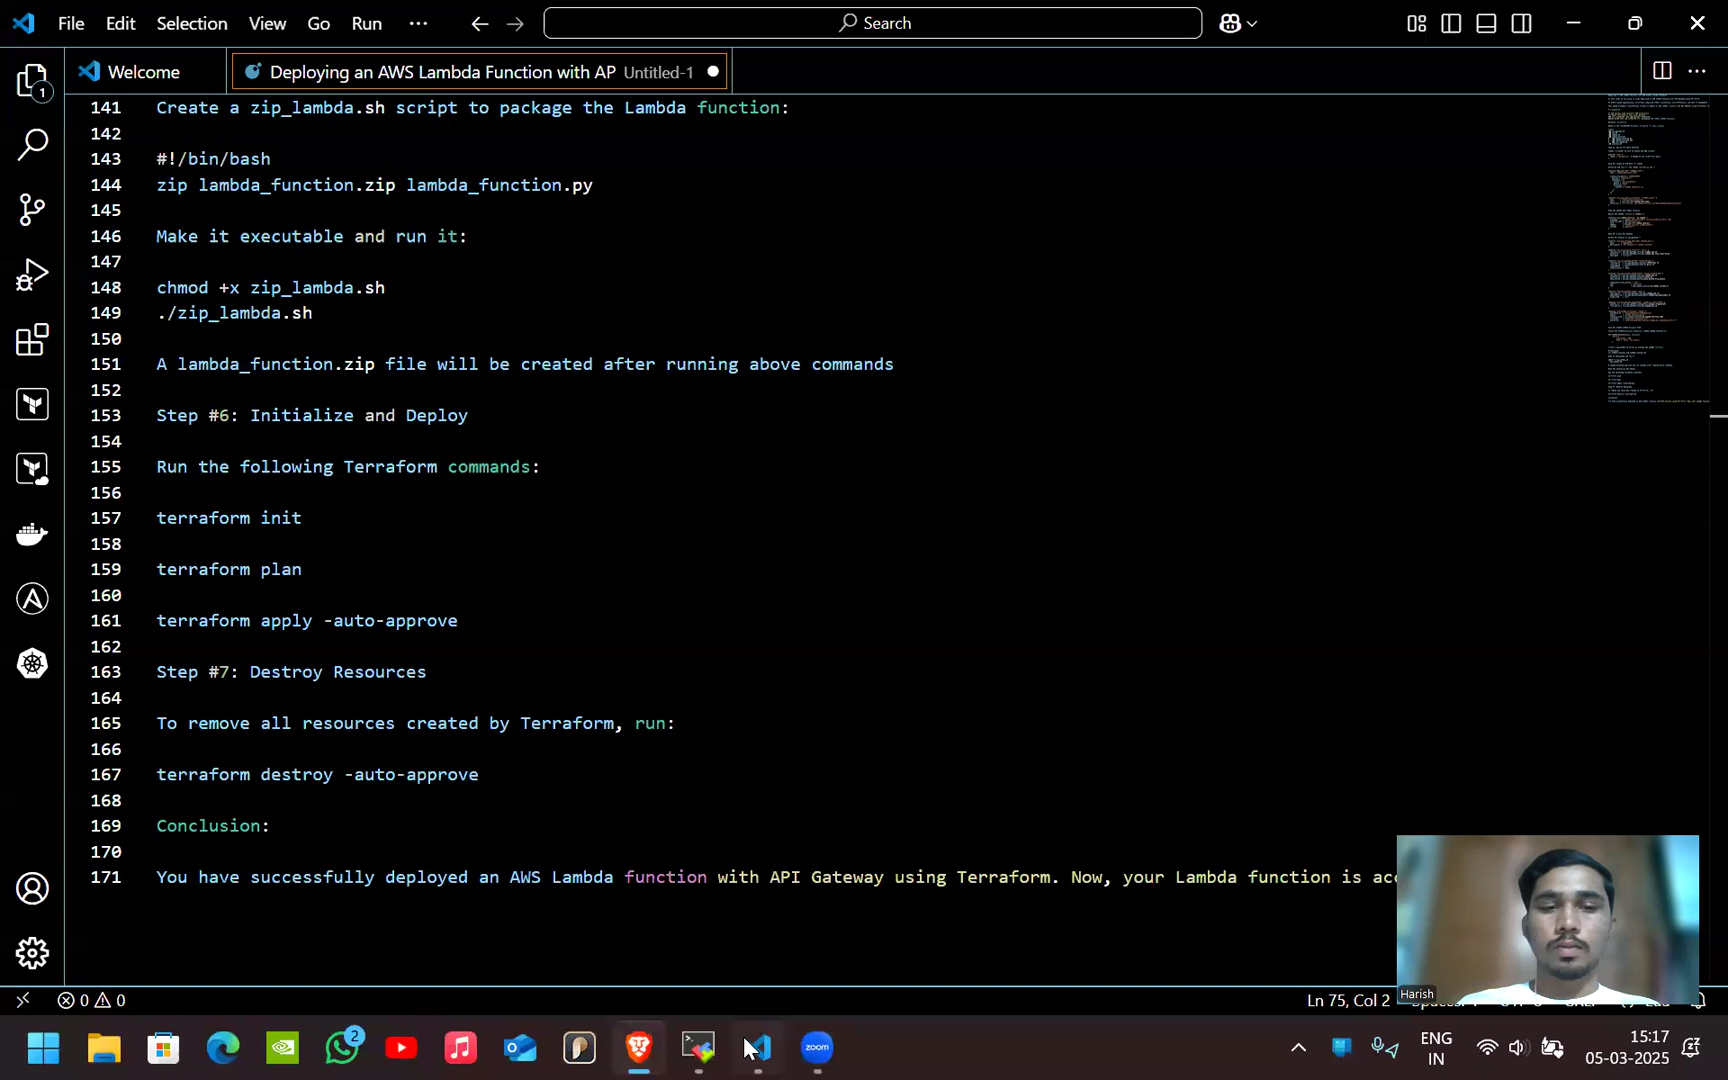 File Edit Selection View Go Run ··· Search
Welcome
Deploying an AWS Lambda Function with AP Untitled-1
141 Create a zip_lambda.sh script to package the Lambda function:
142
143 #!/bin/bash
144 zip lambda_function.zip lambda_function.py
145
146 Make it executable and run it:
147
148 chmod +x zip_lambda.sh
149 ./zip_lambda.sh
150
151 A lambda_function.zip file will be created after running above commands
152
153 Step #6: Initialize and Deploy
154
155 Run the following Terraform commands:
156
157 terraform init
158
159 terraform plan
160
161 terraform apply -auto-approve
162
163 Step #7: Destroy Resources
164
165 To remove all resources created by Terraform, run:
166
167 terraform destroy -auto-approve
168
169 Conclusion:
170
171 You have successfully deployed an AWS Lambda function with API Gateway using Terraform. Now, your Lambda function is
1
Harish
0 0
Ln 75, Col 2
2
zoom
ENG
IN
15:17
05-03-2025